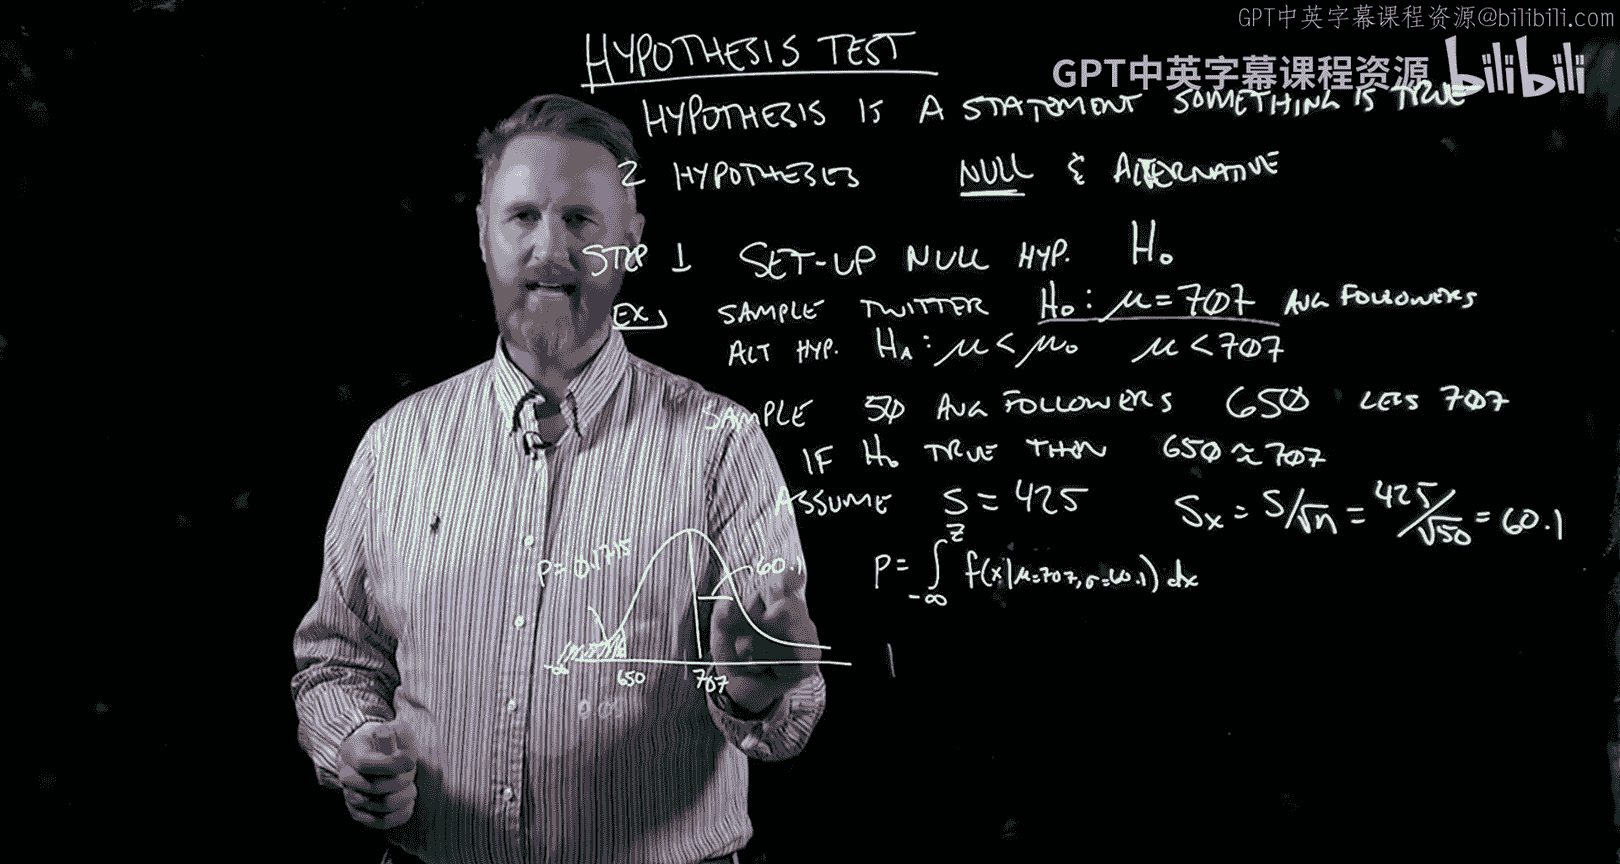 GPT中英字幕课程资源@bilibili.com
GPT中英字幕课程资源 bilibili
HYPOTHESIS TEST
HYPOTHESIS IS A STATEMENT SOMETHING IS TRUE
2 HYPOTHESES NULL & ALTERNATIVE
STEP 1 SET-UP NULL HYP. H₀
EX, SAMPLE TWITTER H₀: μ=707 AVG FOLLOWERS
ALT HYP. Hᴀ: μ<μ₀ μ<707
SAMPLE 50 AVG FOLLOWERS 650 LESS 707
IF H₀ TRUE THEN 650≈707
ASSUME S=425 Sx = S/√n = 425/√50 = 60.1
P= ∫ -∞ z f(x|μ=707, σ=60.1) dx
P=0.1715
60.1
-∞ 650 707